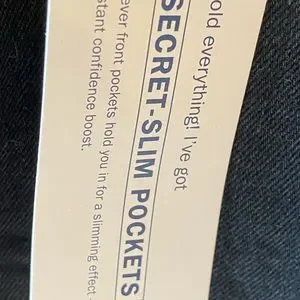 old everything! I've got
SECRET-SLIM POCKETS
ever front pockets hold you in for a slimming effect
stant confidence boost.